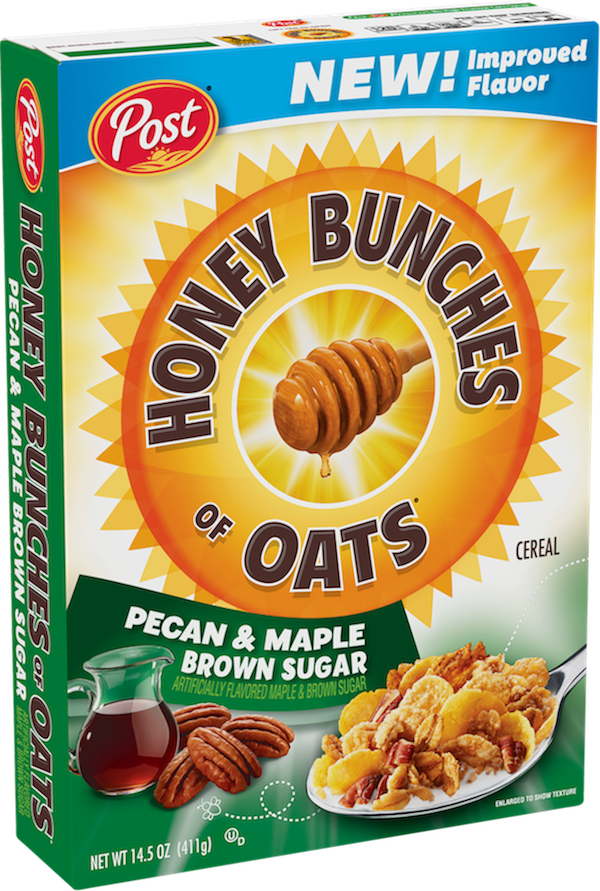 Post
NEW! Improved
Flavor
HONEY BUNCHES
OF OATS
CEREAL
PECAN & MAPLE
BROWN SUGAR
ARTIFICIALLY FLAVORED MAPLE & BROWN SUGAR
ENLARGED TO SHOW TEXTURE
NET WT 14.5 OZ (411g)
U D
Post
HONEY BUNCHES OF OATS
PECAN & MAPLE BROWN SUGAR
Post